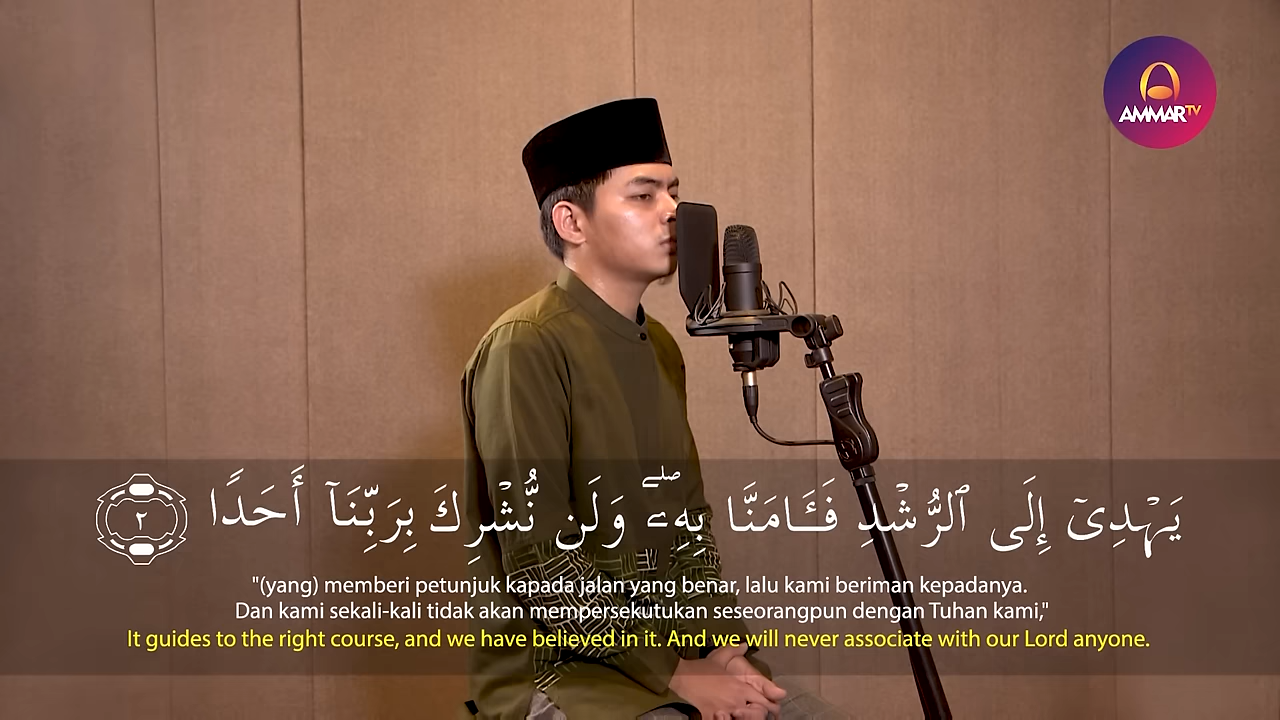 AMMARTV
يَهْدِىٓ إِلَى ٱلرُّشْدِ فَـَٔامَنَّا بِهِۦ ۖ وَلَن نُّشْرِكَ بِرَبِّنَآ أَحَدًا ٢
"(yang) memberi petunjuk kapada jalan yang benar, lalu kami beriman kepadanya.
Dan kami sekali-kali tidak akan mempersekutukan seseorangpun dengan Tuhan kami,"
It guides to the right course, and we have believed in it. And we will never associate with our Lord anyone.